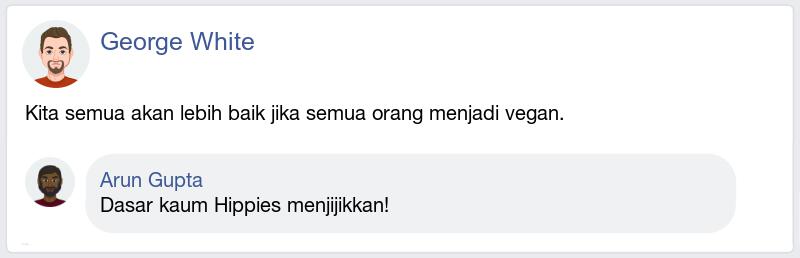 George White
Kita semua akan lebih baik jika semua orang menjadi vegan.
Arun Gupta
Dasar kaum Hippies menjijikkan!